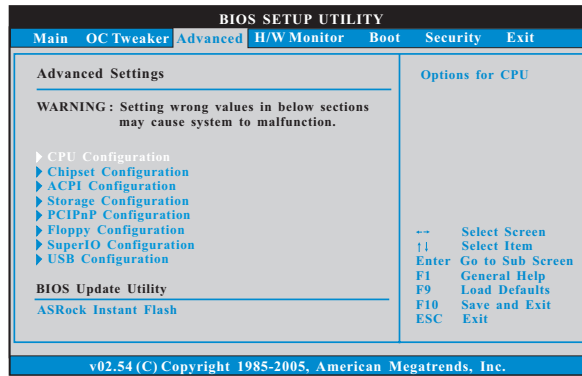 BIOS SETUP UTILITY
Main OC Tweaker Advanced H/W Monitor Boot Security Exit
Advanced Settings
WARNING : Setting wrong values in below sections
may cause system to malfunction.
CPU Configuration
Chipset Configuration
ACPI Configuration
Storage Configuration
PCIPnP Configuration
Floppy Configuration
SuperIO Configuration
USB Configuration
BIOS Update Utility
ASRock Instant Flash
Options for CPU
←→ Select Screen
↑↓ Select Item
Enter Go to Sub Screen
F1 General Help
F9 Load Defaults
F10 Save and Exit
ESC Exit
v02.54 (C) Copyright 1985-2005, American Megatrends, Inc.